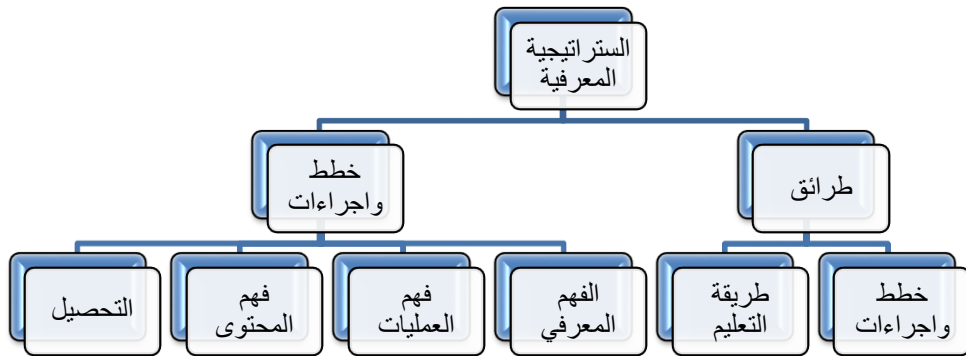 الستراتيجية
المعرفية
طرائق
خطط
واجراءات
خطط
واجراءات
طريقة
التعليم
الفهم
المعرفي
فهم
العمليات
فهم
المحتوى
التحصيل